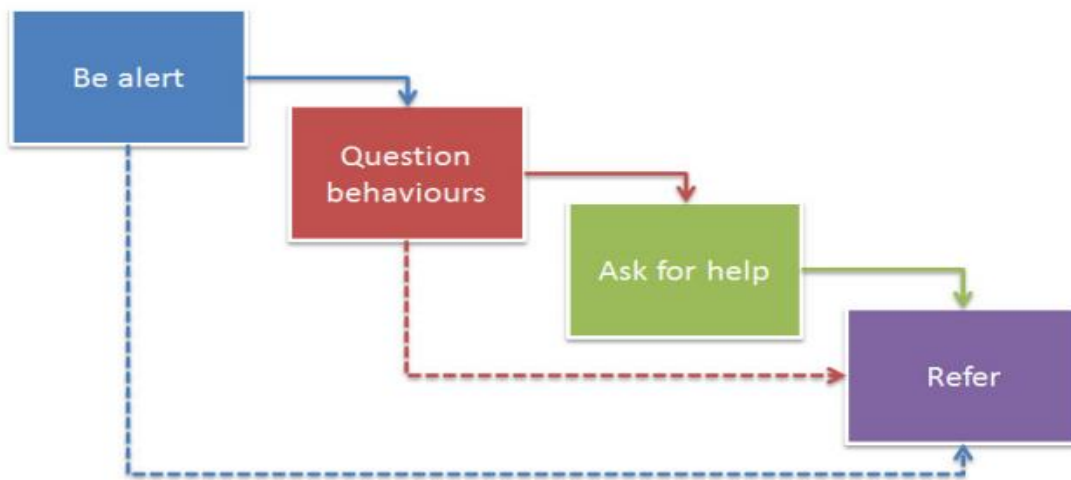 Be alert
Question
behaviours
Ask for help
Refer